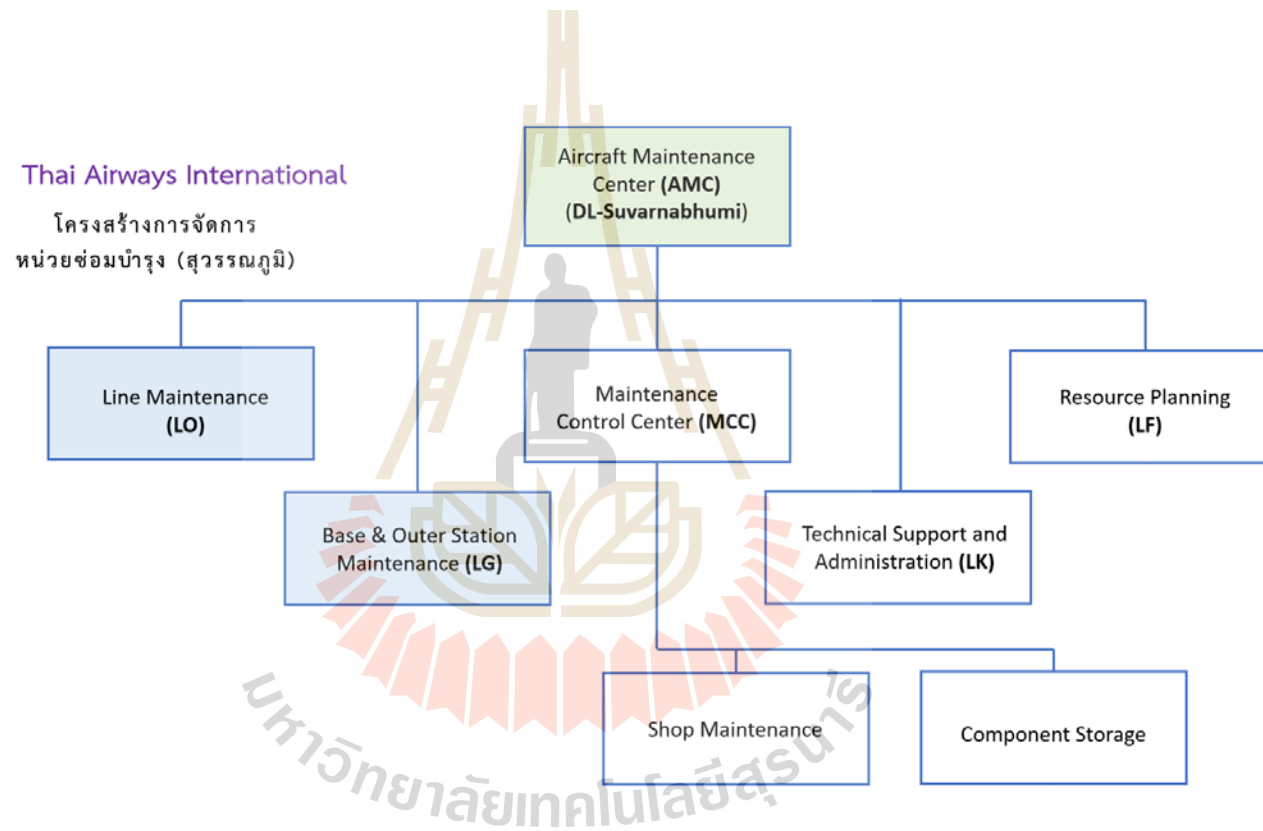 Thai Airways International
โครงสร้างการจัดการ
หน่วยซ่อมบำรุง (สุวรรณภูมิ)
Aircraft Maintenance
Center (AMC)
(DL-Suvarnabhumi)
Line Maintenance
(LO)
Maintenance
Control Center (MCC)
Resource Planning
(LF)
Base & Outer Station
Maintenance (LG)
Technical Support and
Administration (LK)
Shop Maintenance
Component Storage
มหาวิทยาลัยเทคโนโลยีสุรนารี